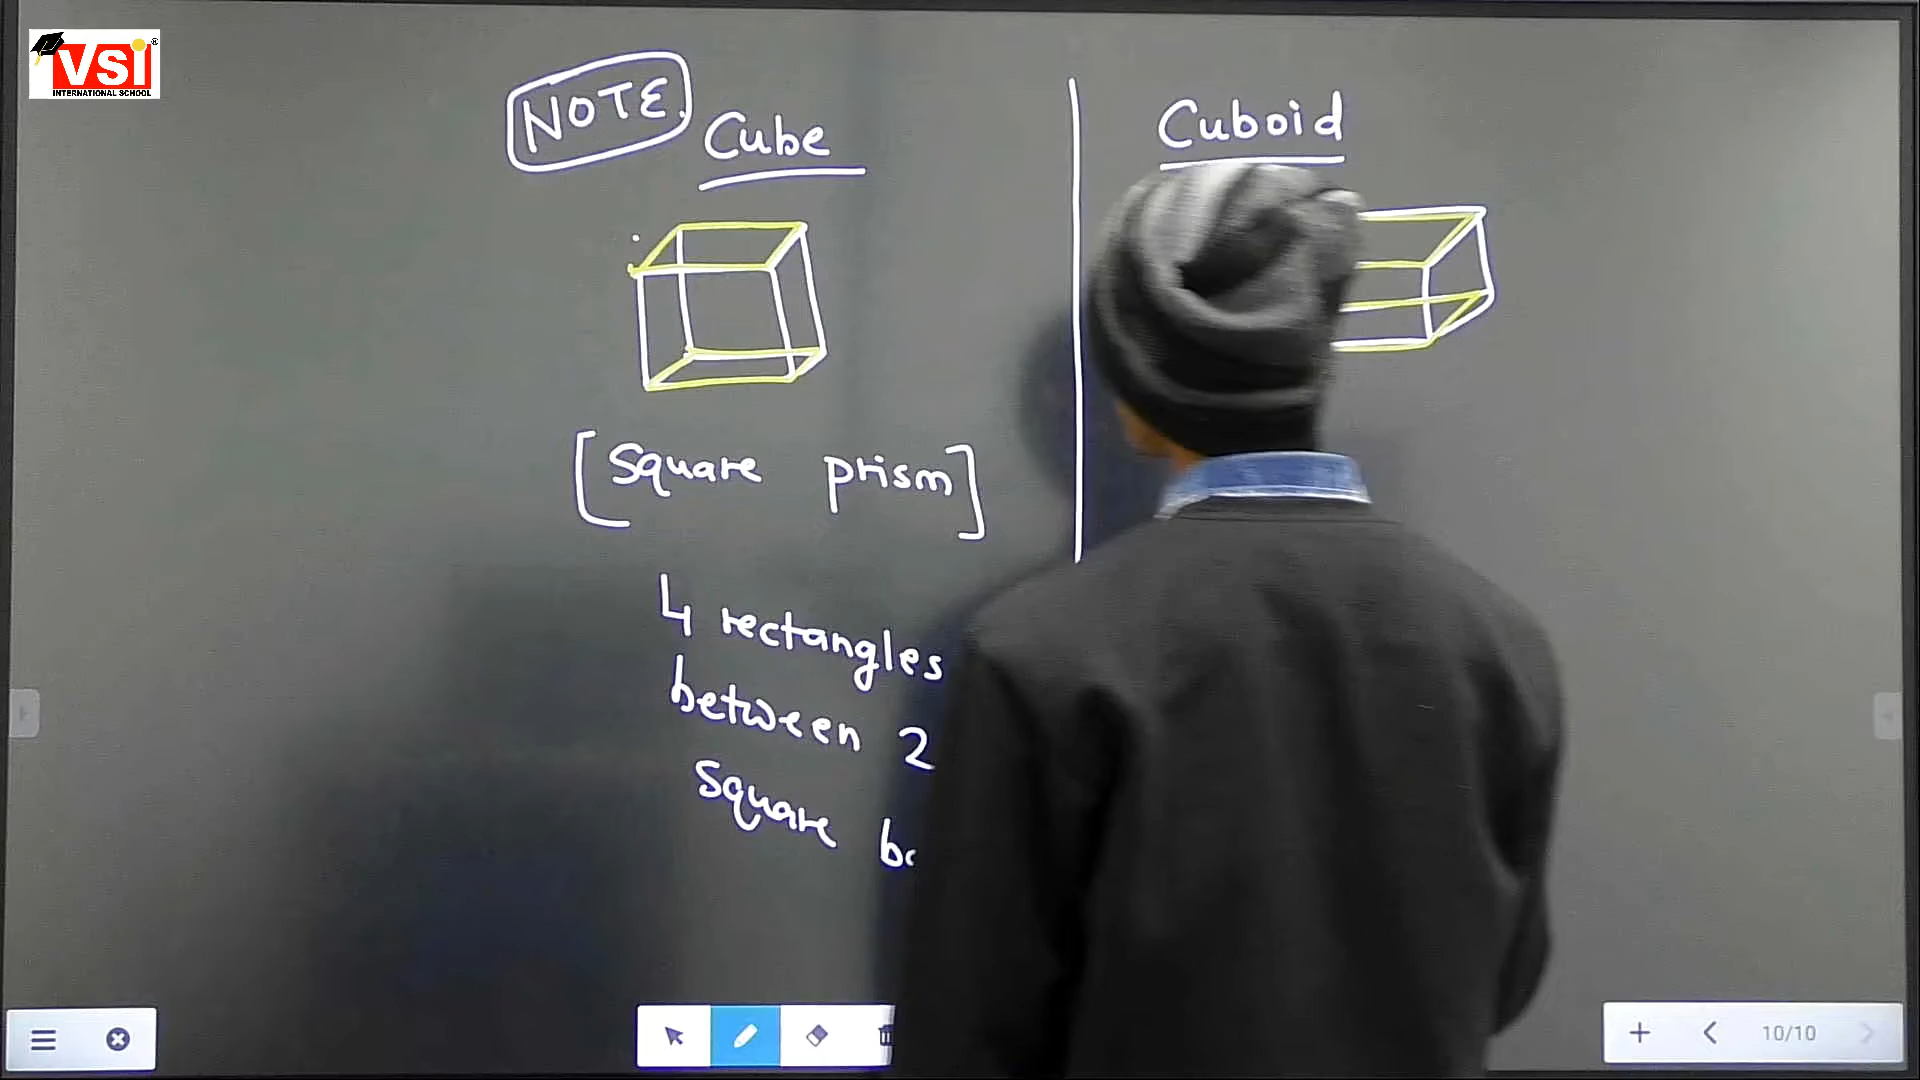 VSI
INTERNATIONAL SCHOOL
NOTE.
Cube
Cuboid
[Square prism]
4 rectangles
between 2
square
10/10